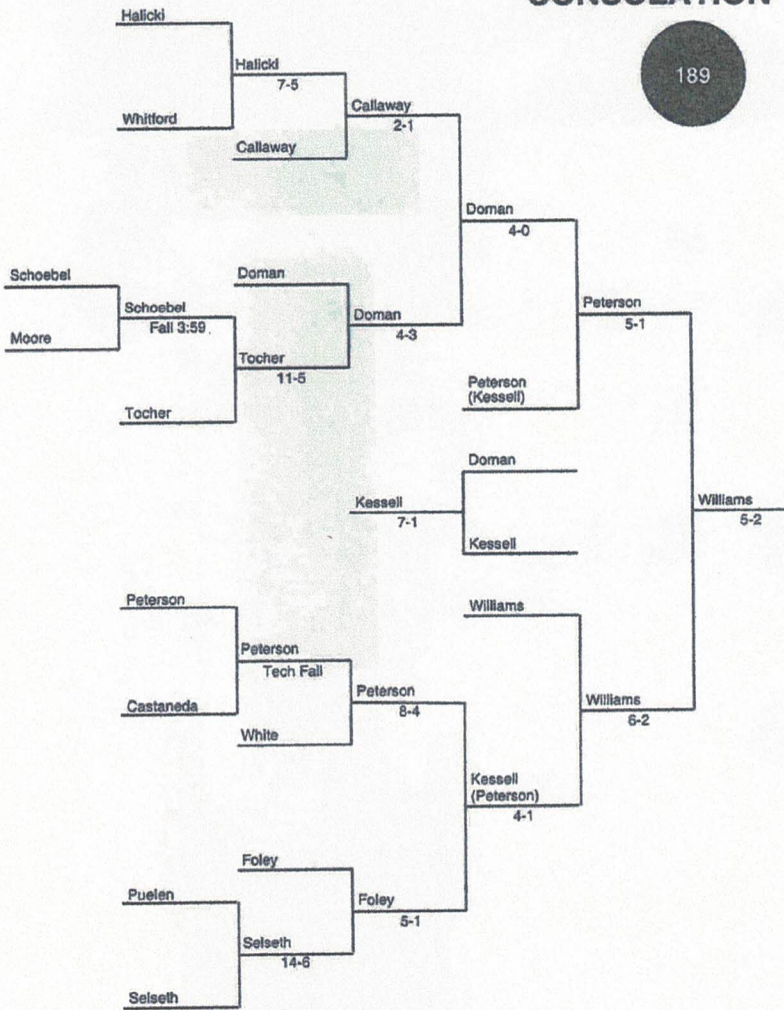 CONSOLATION
189
Halicki
Halicki
7-5
Whitford
Callaway
2-1
Callaway
Doman
4-0
Schoebel
Schoebel
Fall 3:59
Moore
Doman
Doman
4-3
Tocher
11-5
Tocher
Peterson
5-1
Peterson
(Kessell)
Doman
Kessell
7-1
Kessell
Williams
5-2
Peterson
Peterson
Tech Fall
Castaneda
White
Peterson
8-4
Williams
Williams
6-2
Kessell
(Peterson)
4-1
Foley
Foley
5-1
Puelen
Selseth
14-6
Selseth